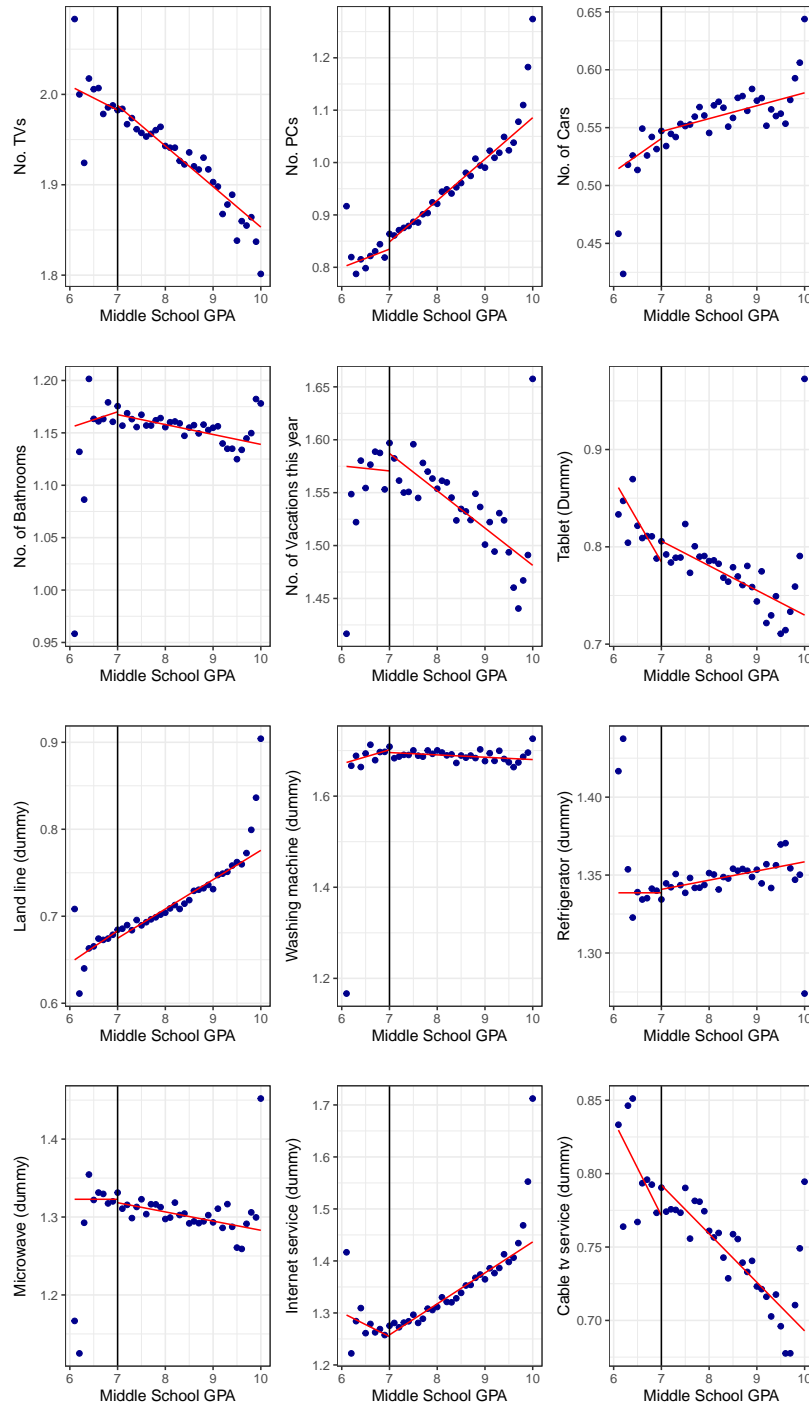 No. TVs
2.0
1.9
1.8
6 7 8 9 10
Middle School GPA
No. PCs
1.2
1.1
1.0
0.9
0.8
6 7 8 9 10
Middle School GPA
No. of Cars
0.65
0.60
0.55
0.50
0.45
6 7 8 9 10
Middle School GPA
No. of Bathrooms
1.20
1.15
1.10
1.05
1.00
0.95
6 7 8 9 10
Middle School GPA
No. of Vacations this year
1.65
1.60
1.55
1.50
1.45
6 7 8 9 10
Middle School GPA
Tablet (Dummy)
0.9
0.8
0.7
6 7 8 9 10
Middle School GPA
Land line (dummy)
0.9
0.8
0.7
0.6
6 7 8 9 10
Middle School GPA
Washing machine (dummy)
1.6
1.4
1.2
6 7 8 9 10
Middle School GPA
Refrigerator (dummy)
1.40
1.35
1.30
6 7 8 9 10
Middle School GPA
Microwave (dummy)
1.4
1.3
1.2
6 7 8 9 10
Middle School GPA
Internet service (dummy)
1.7
1.6
1.5
1.4
1.3
1.2
6 7 8 9 10
Middle School GPA
Cable tv service (dummy)
0.85
0.80
0.75
0.70
6 7 8 9 10
Middle School GPA